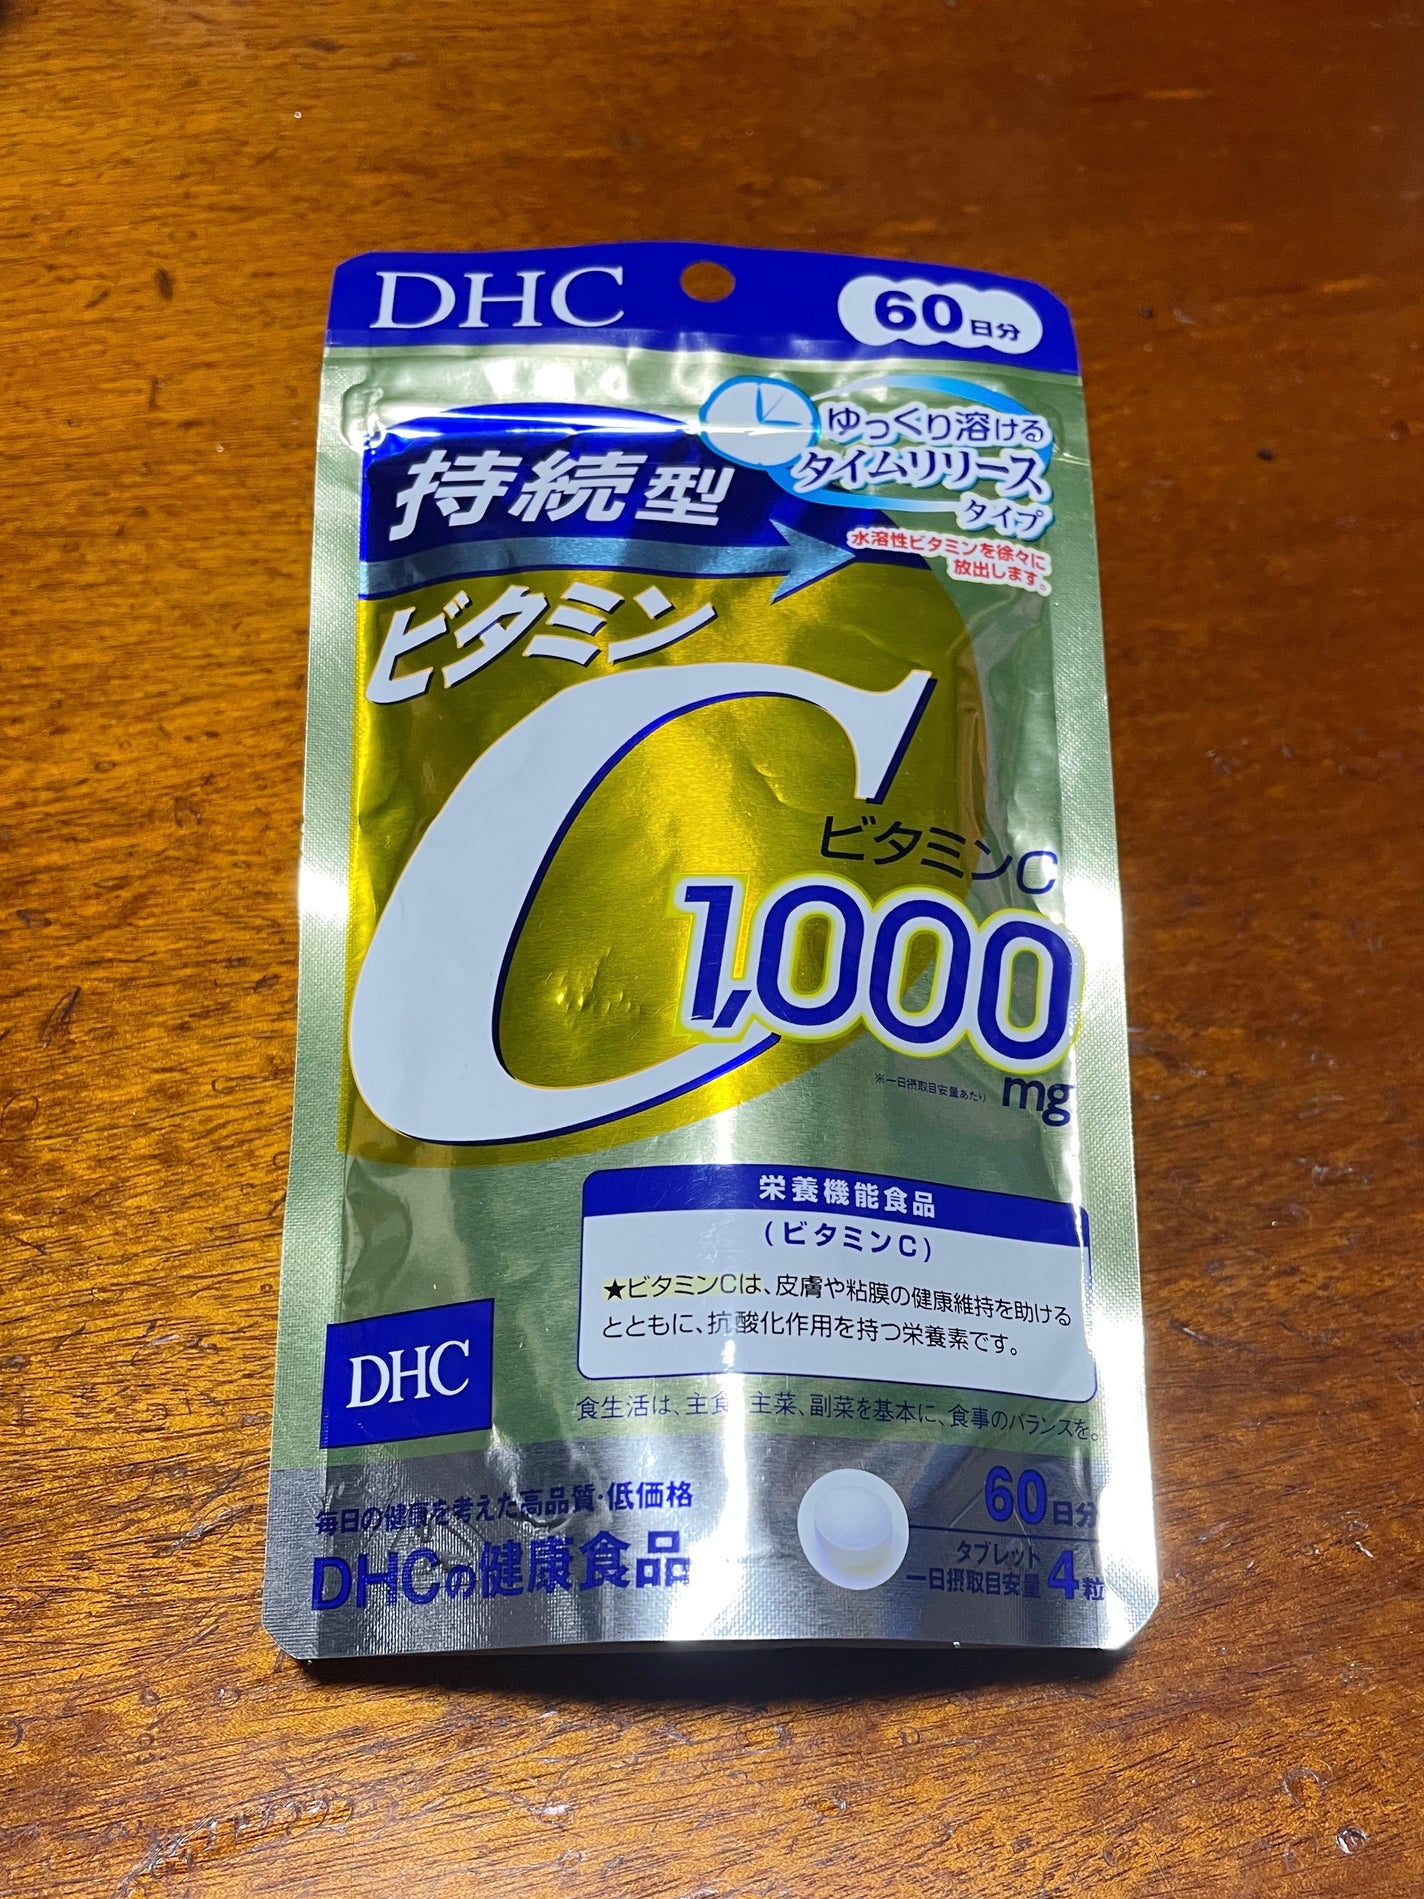 DHC
60日分
ゆっくり溶ける
タイムリリース
タイプ
水溶性ビタミンを徐々に
放出します。
持続型
ビタミン
C
ビタミンC
1,000
mg
※一日摂取目安量あたり
栄養機能食品
(ビタミンC)
★ビタミンCは、皮膚や粘膜の健康維持を助ける
とともに、抗酸化作用を持つ栄養素です。
食生活は、主食、主菜、副菜を基本に、食事のバランスを。
DHC
毎日の健康を考えた高品質・低価格
DHCの健康食品
60日分
タブレット
一日摂取目安量 4粒